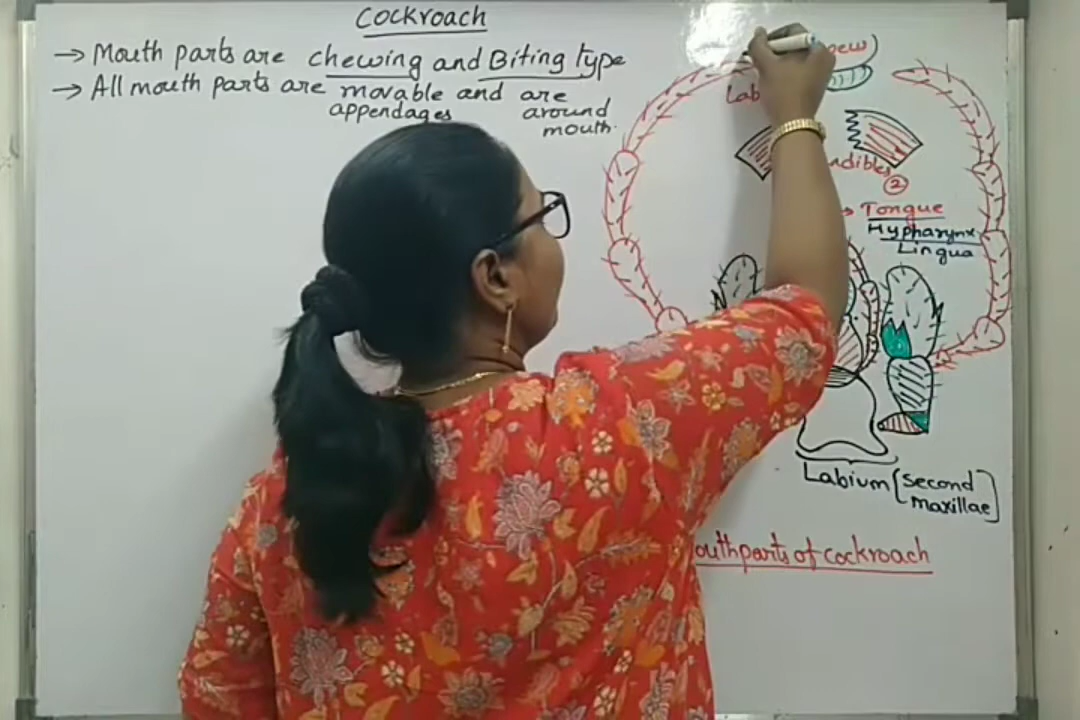 Cockroach
→ Mouth parts are chewing and Biting type
→ All mouth parts are movable and are
appendages around
mouth.
②
→ Tongue
Hypharynx
Lingua
Labium [second
maxillae]
outhparts of cockroach